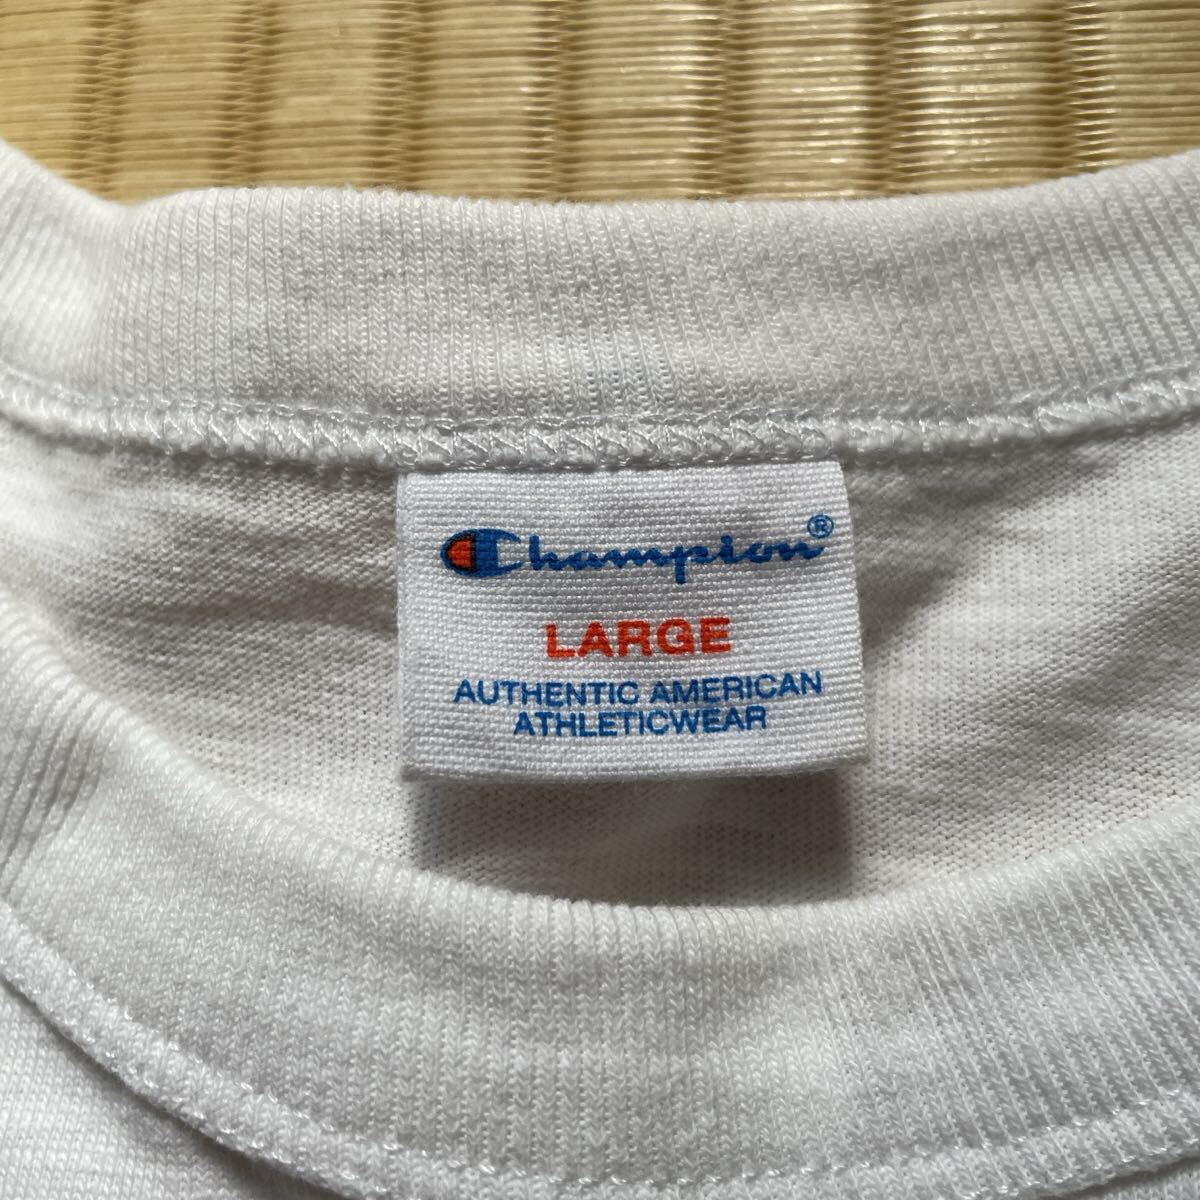 Champion®
LARGE
AUTHENTIC AMERICAN
ATHLETICWEAR